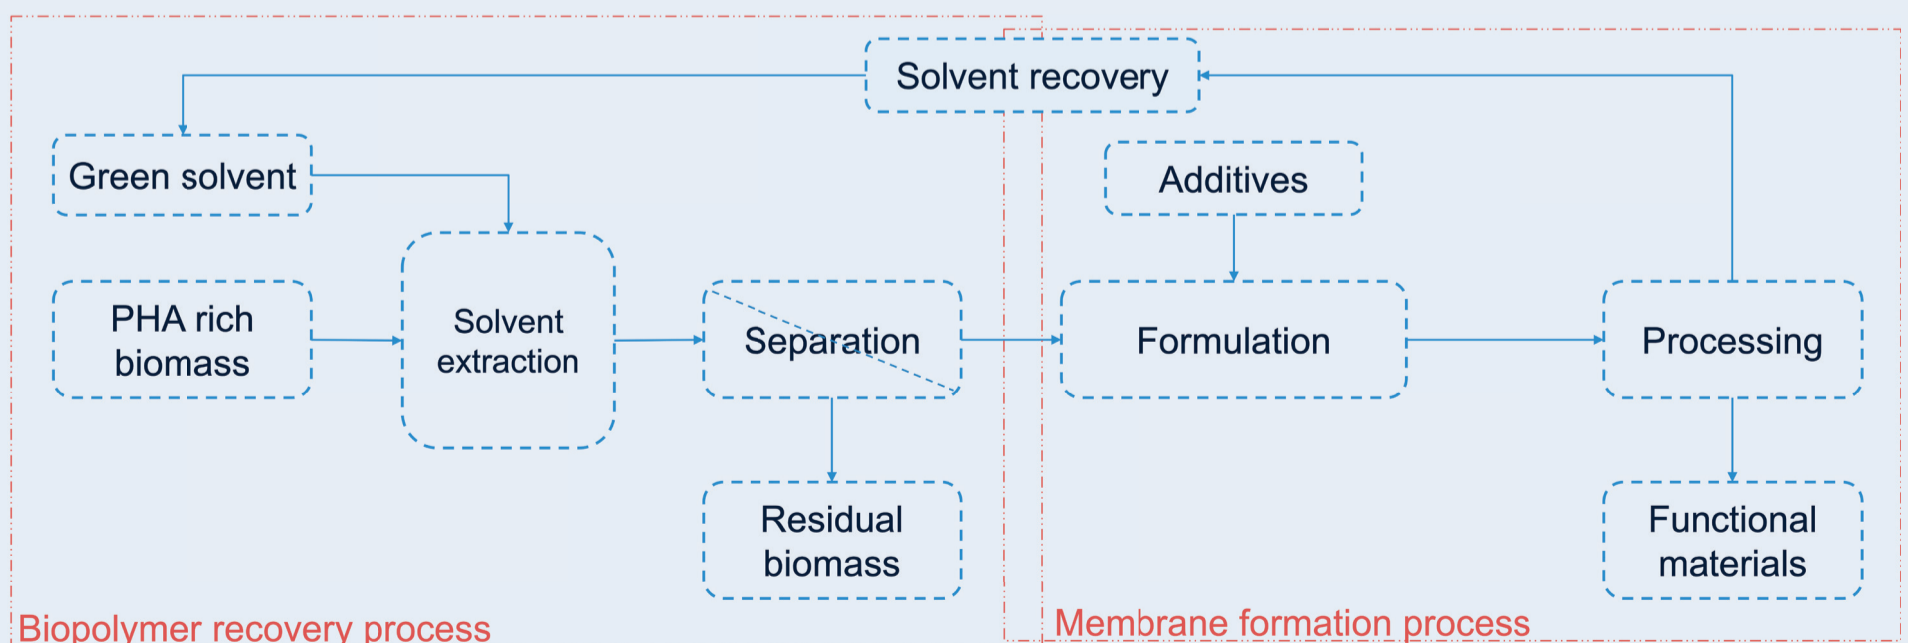 Solvent recovery
Green solvent
Additives
PHA rich
biomass
Solvent
extraction
Separation
Formulation
Processing
Residual
biomass
Functional
materials
Biopolymer recovery process
Membrane formation process